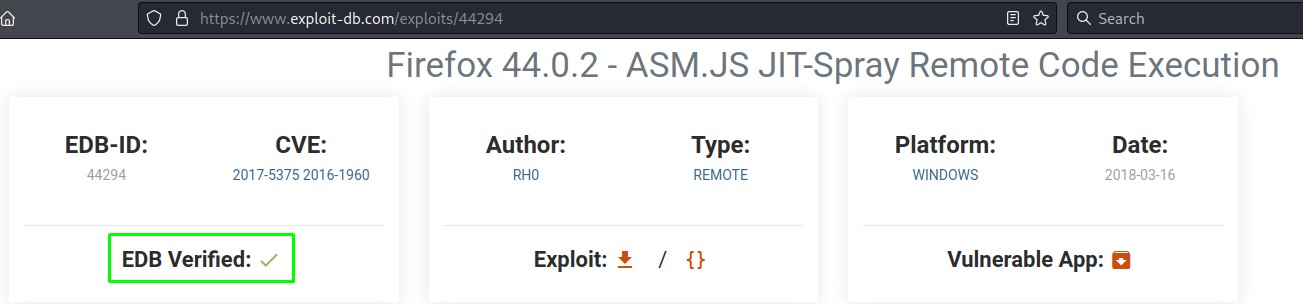 https://www.exploit-db.com/exploits/44294
Search
Firefox 44.0.2 - ASM.JS JIT-Spray Remote Code Execution
EDB-ID:
44294
CVE:
2017-5375 2016-1960
EDB Verified:
Author:
RH0
Type:
REMOTE
Exploit: / {}
Platform:
WINDOWS
Date:
2018-03-16
Vulnerable App: